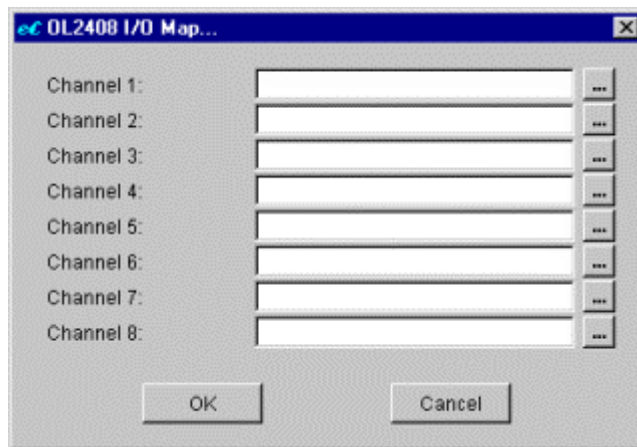 eC OL2408 I/O Map...
Channel 1: ...
Channel 2: ...
Channel 3: ...
Channel 4: ...
Channel 5: ...
Channel 6: ...
Channel 7: ...
Channel 8: ...
OK Cancel